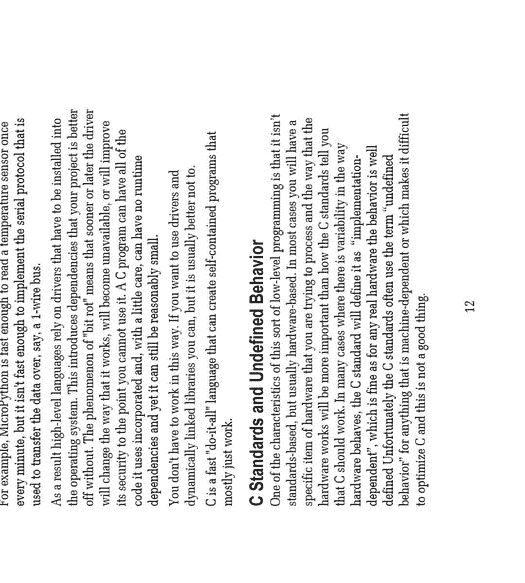 For example, MicroPython is fast enough to read a temperature sensor once
every minute, but it isn't fast enough to implement the serial protocol that is
used to transfer the data over, say, a 1-wire bus.
As a result high-level languages rely on drivers that have to be installed into
the operating system. This introduces dependencies that your project is better
off without. The phenomenon of "bit rot" means that sooner or later the driver
will change the way that it works, will become unavailable, or will improve
its security to the point you cannot use it. A C program can have all of the
code it uses incorporated and, with a little care, can have no runtime
dependencies and yet it can still be reasonably small.
You don't have to work in this way. If you want to use drivers and
dynamically linked libraries you can, but it is usually better not to.
C is a fast "do-it-all" language that can create self-contained programs that
mostly just work.
C Standards and Undefined Behavior
One of the characteristics of this sort of low-level programming is that it isn't
standards-based, but usually hardware-based. In most cases you will have a
specific item of hardware that you are trying to process and the way that the
hardware works will be more important than how the C standards tell you
that C should work. In many cases where there is variability in the way
hardware behaves, the C standard will define it as "implementation-
dependent", which is fine as for any real hardware the behavior is well
defined Unfortunately the C standards often use the term "undefined
behavior" for anything that is machine-dependent or which makes it difficult
to optimize C and this is not a good thing.
12